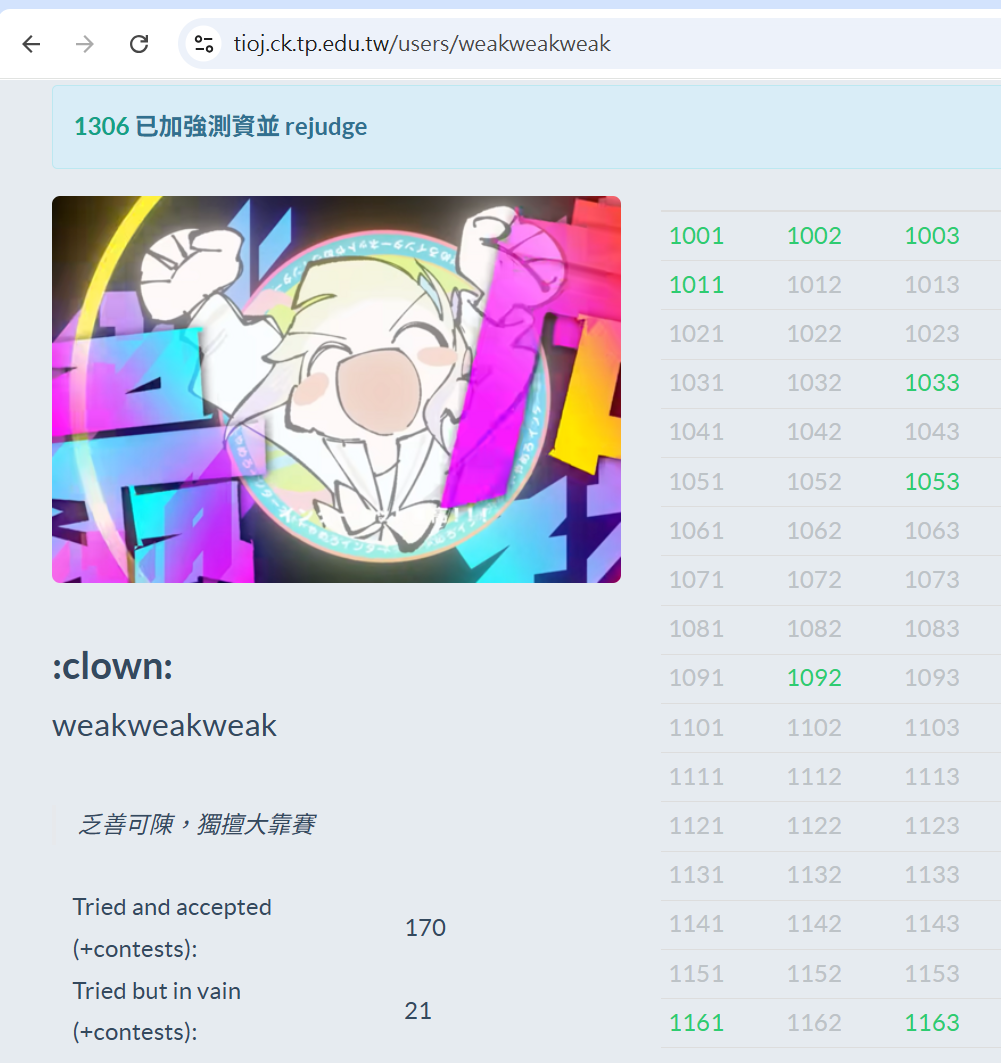 tioj.ck.tp.edu.tw/users/weakweakweak
1306 已加強測資並 rejudge
:clown:
weakweakweak
乏善可陳，獨擅大靠賽
Tried and accepted
(+contests):
170
Tried but in vain
(+contests):
21
1001 1002 1003
1011 1012 1013
1021 1022 1023
1031 1032 1033
1041 1042 1043
1051 1052 1053
1061 1062 1063
1071 1072 1073
1081 1082 1083
1091 1092 1093
1101 1102 1103
1111 1112 1113
1121 1122 1123
1131 1132 1133
1141 1142 1143
1151 1152 1153
1161 1162 1163